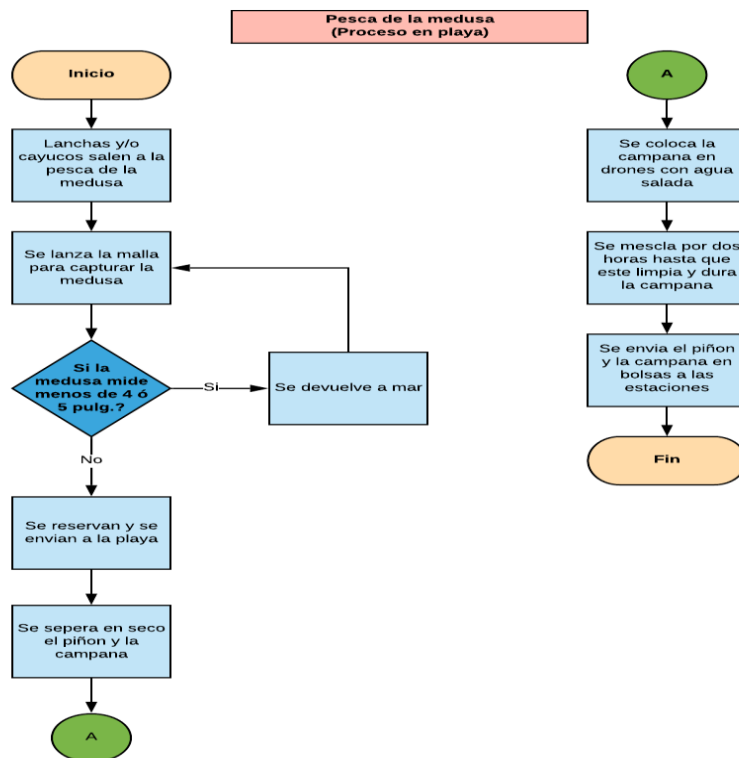 Pesca de la medusa
(Proceso en playa)
Inicio
Lanchas y/o
cayucos salen a la
pesca de la
medusa
Se lanza la malla
para capturar la
medusa
Si la
medusa mide
menos de 4 ó
5 pulg.?
Si
Se devuelve a mar
No
Se reservan y se
envian a la playa
Se sepera en seco
el piñon y la
campana
A
A
Se coloca la
campana en
drones con agua
salada
Se mescla por dos
horas hasta que
este limpia y dura
la campana
Se envia el piñon
y la campana en
bolsas a las
estaciones
Fin